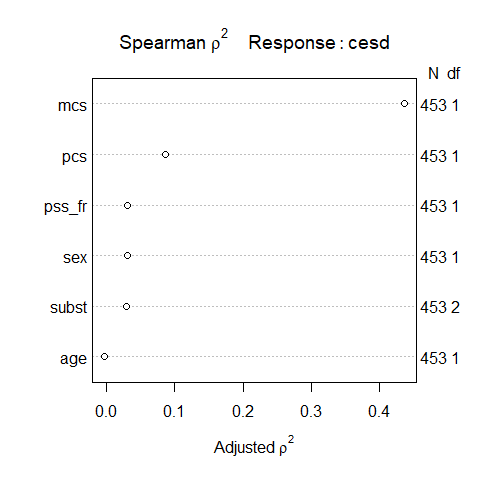 Spearman ρ² Response : cesd
N df
mcs 453 1
pcs 453 1
pss_fr 453 1
sex 453 1
subst 453 2
age 453 1
0.0 0.1 0.2 0.3 0.4
Adjusted ρ²